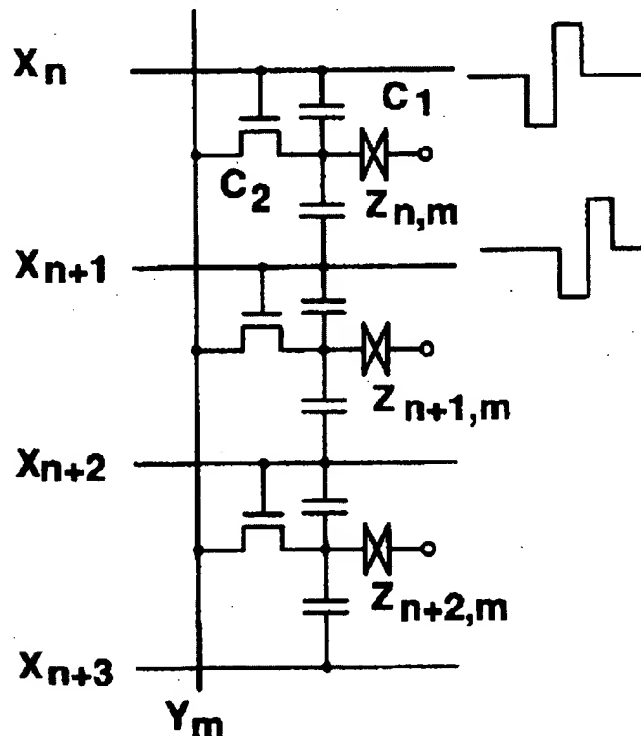 Xn
C1
C2
Zn,m
Xn+1
Zn+1,m
Xn+2
Zn+2,m
Xn+3
Ym